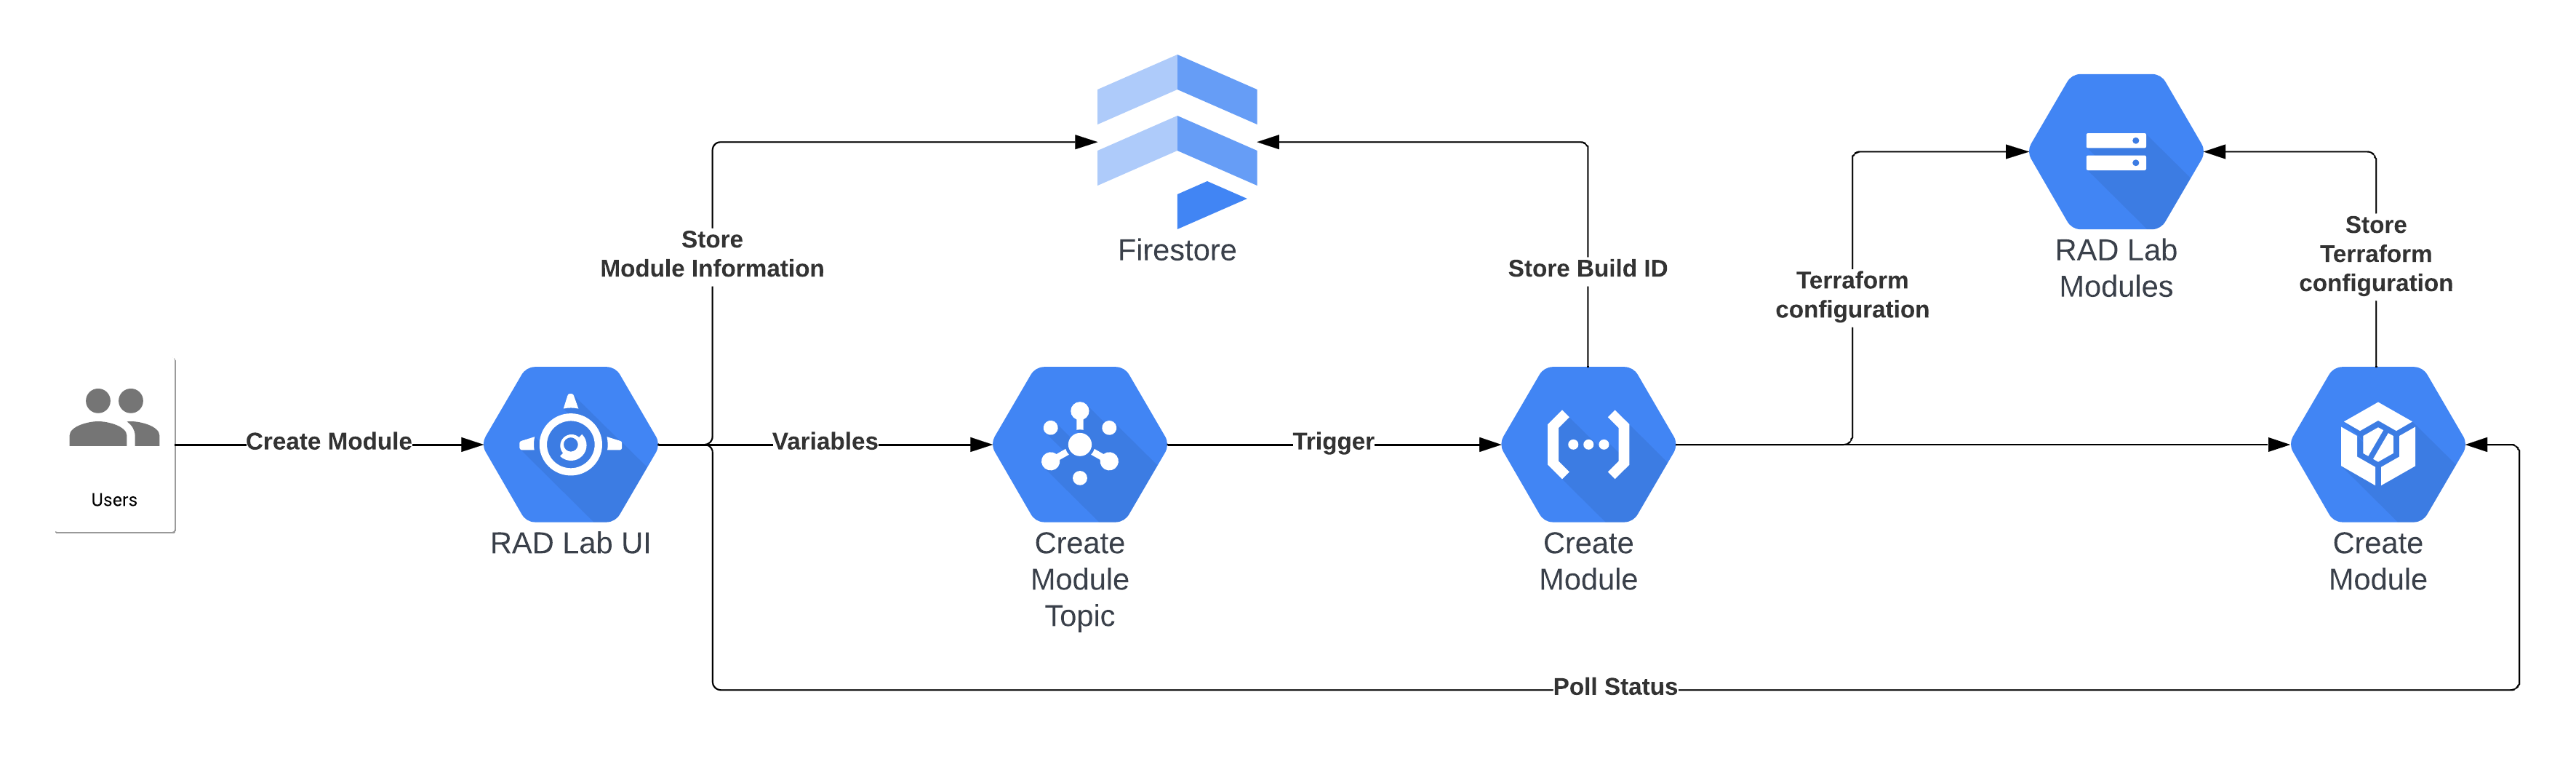 Firestore
RAD Lab
Modules
Store
Module Information
Store Build ID
Terraform
configuration
Store
Terraform
configuration
Users
Create Module
RAD Lab UI
Variables
Create
Module
Topic
Trigger
Create
Module
Create
Module
Poll Status